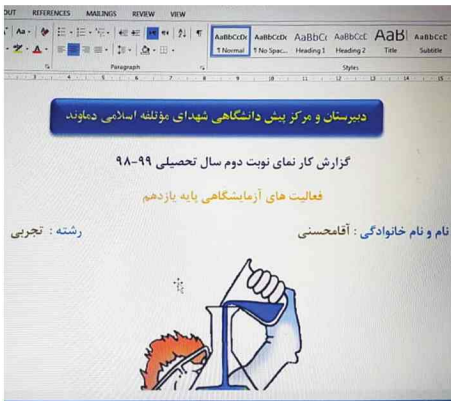 OUT REFERENCES MAILINGS REVIEW VIEW
AaBbCcDc AaBbCcDc AaBbCc AaBbCcC AaB AaBbCcC
¶ Normal ¶ No Spac... Heading 1 Heading 2 Title Subtitle
Paragraph Styles
دبیرستان و مرکز پیش دانشگاهی شهدای مؤتلفه اسلامی دماوند
گزارش کار نمای نوبت دوم سال تحصیلی ۹۹-۹۸
فعالیت های آزمایشگاهی پایه یازدهم
نام و نام خانوادگی : آقامحسنی رشته : تجربی